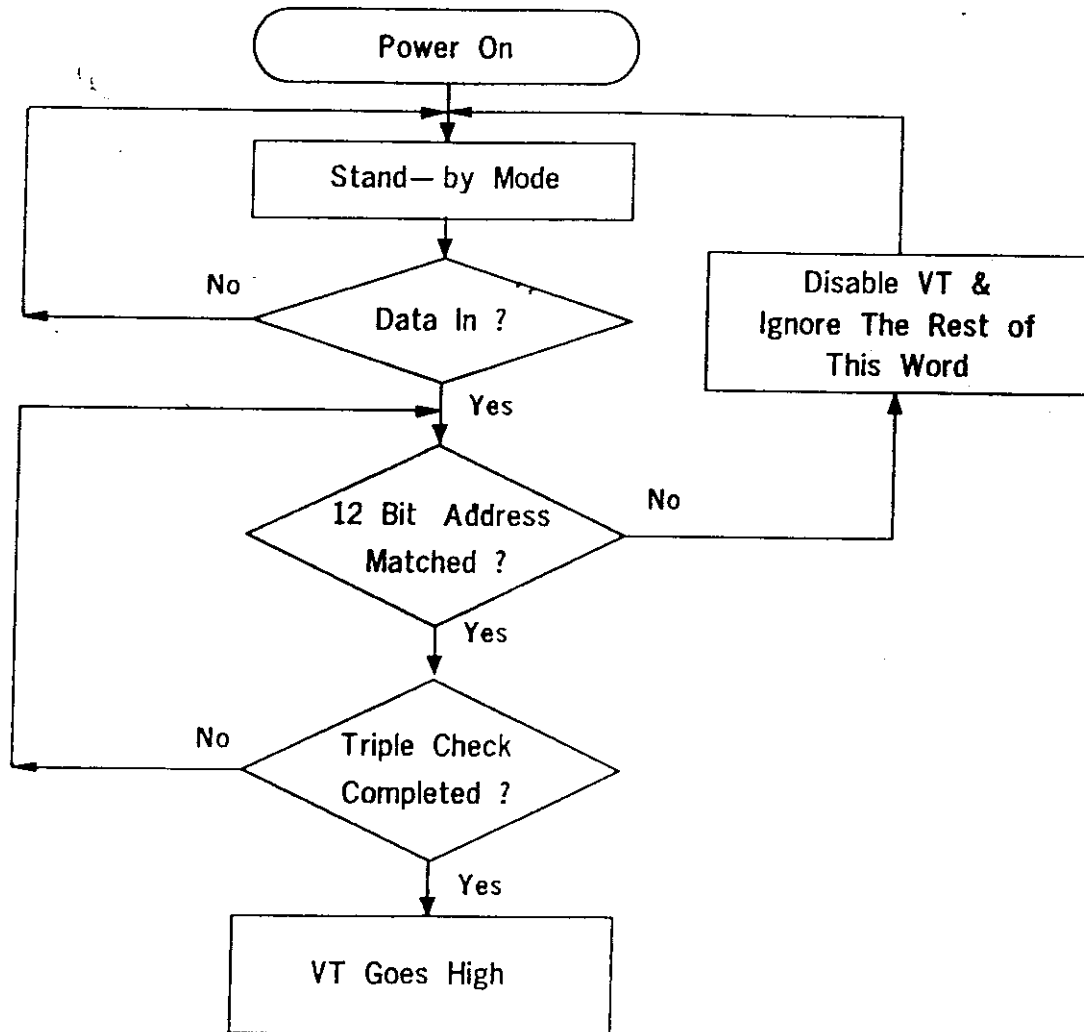 Power On
Stand-by Mode
No
Data In ?
Disable VT &
Ignore The Rest of
This Word
Yes
12 Bit Address
Matched ?
No
Yes
No
Triple Check
Completed ?
Yes
VT Goes High